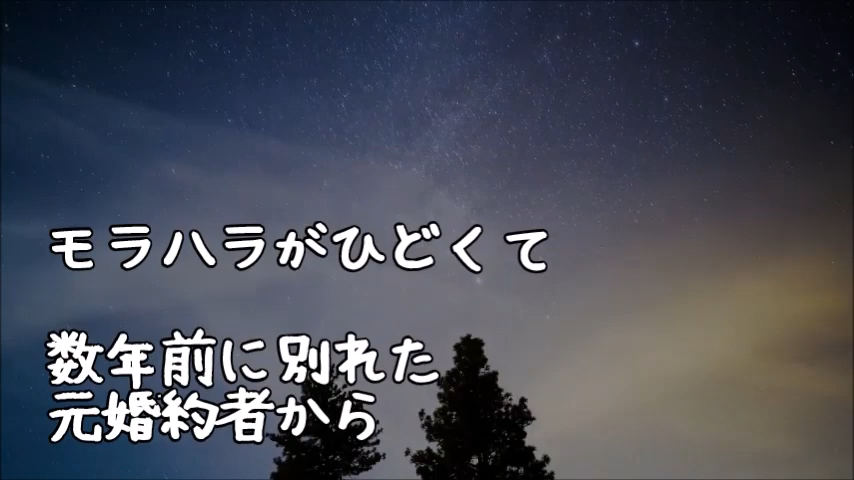 モラハラがひどくて
数年前に別れた
元婚約者から